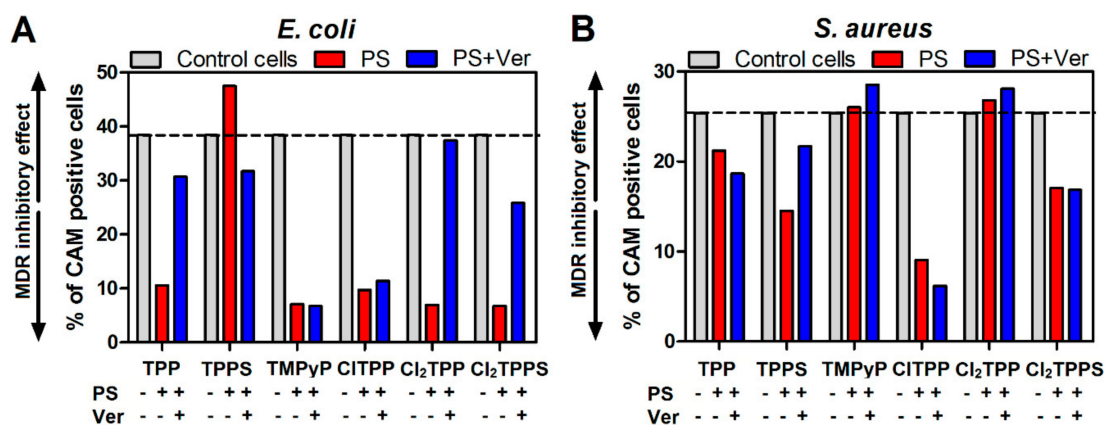 A
E. coli
Control cells PS PS+Ver
MDR inhibitory effect
% of CAM positive cells
50
40
30
20
10
0
TPP TPPS TMPyP ClTPP Cl₂TPP Cl₂TPPS
PS - + + - + + - + + - + + - + + - + +
Ver - - + - - + - - + - - + - - + - - +
B
S. aureus
Control cells PS PS+Ver
MDR inhibitory effect
% of CAM positive cells
30
20
10
0
TPP TPPS TMPyP ClTPP Cl₂TPP Cl₂TPPS
PS - + + - + + - + + - + + - + + - + +
Ver - - + - - + - - + - - + - - + - - +